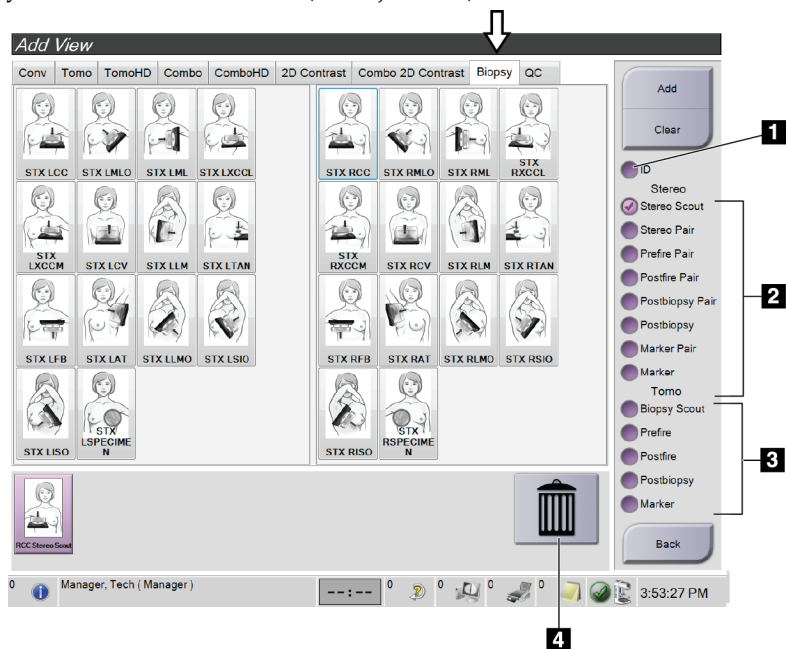 Add View
Conv Tomo TomoHD Combo ComboHD 2D Contrast Combo 2D Contrast Biopsy QC
STX LCC STX LMLO STX LML STX LXCCL
STX RCC STX RMLO STX RML STX RXCCL
STX LXCCM STX LCV STX LLM STX LTAN
STX RXCCM STX RCV STX RLM STX RTAN
STX LFB STX LAT STX LLMO STX LSIO
STX RFB STX RAT STX RLMO STX RSIO
STX LISO STX LSPECIMEN
STX RISO STX RSPECIMEN
RCC Stereo Scout
Add
Clear
ID
Stereo
Stereo Scout
Stereo Pair
Prefire Pair
Postfire Pair
Postbiopsy Pair
Postbiopsy
Marker Pair
Marker
Tomo
Biopsy Scout
Prefire
Postfire
Postbiopsy
Marker
Back
1
2
3
0 Manager, Tech ( Manager ) --:-- 0 0 0 0 3:53:27 PM
4